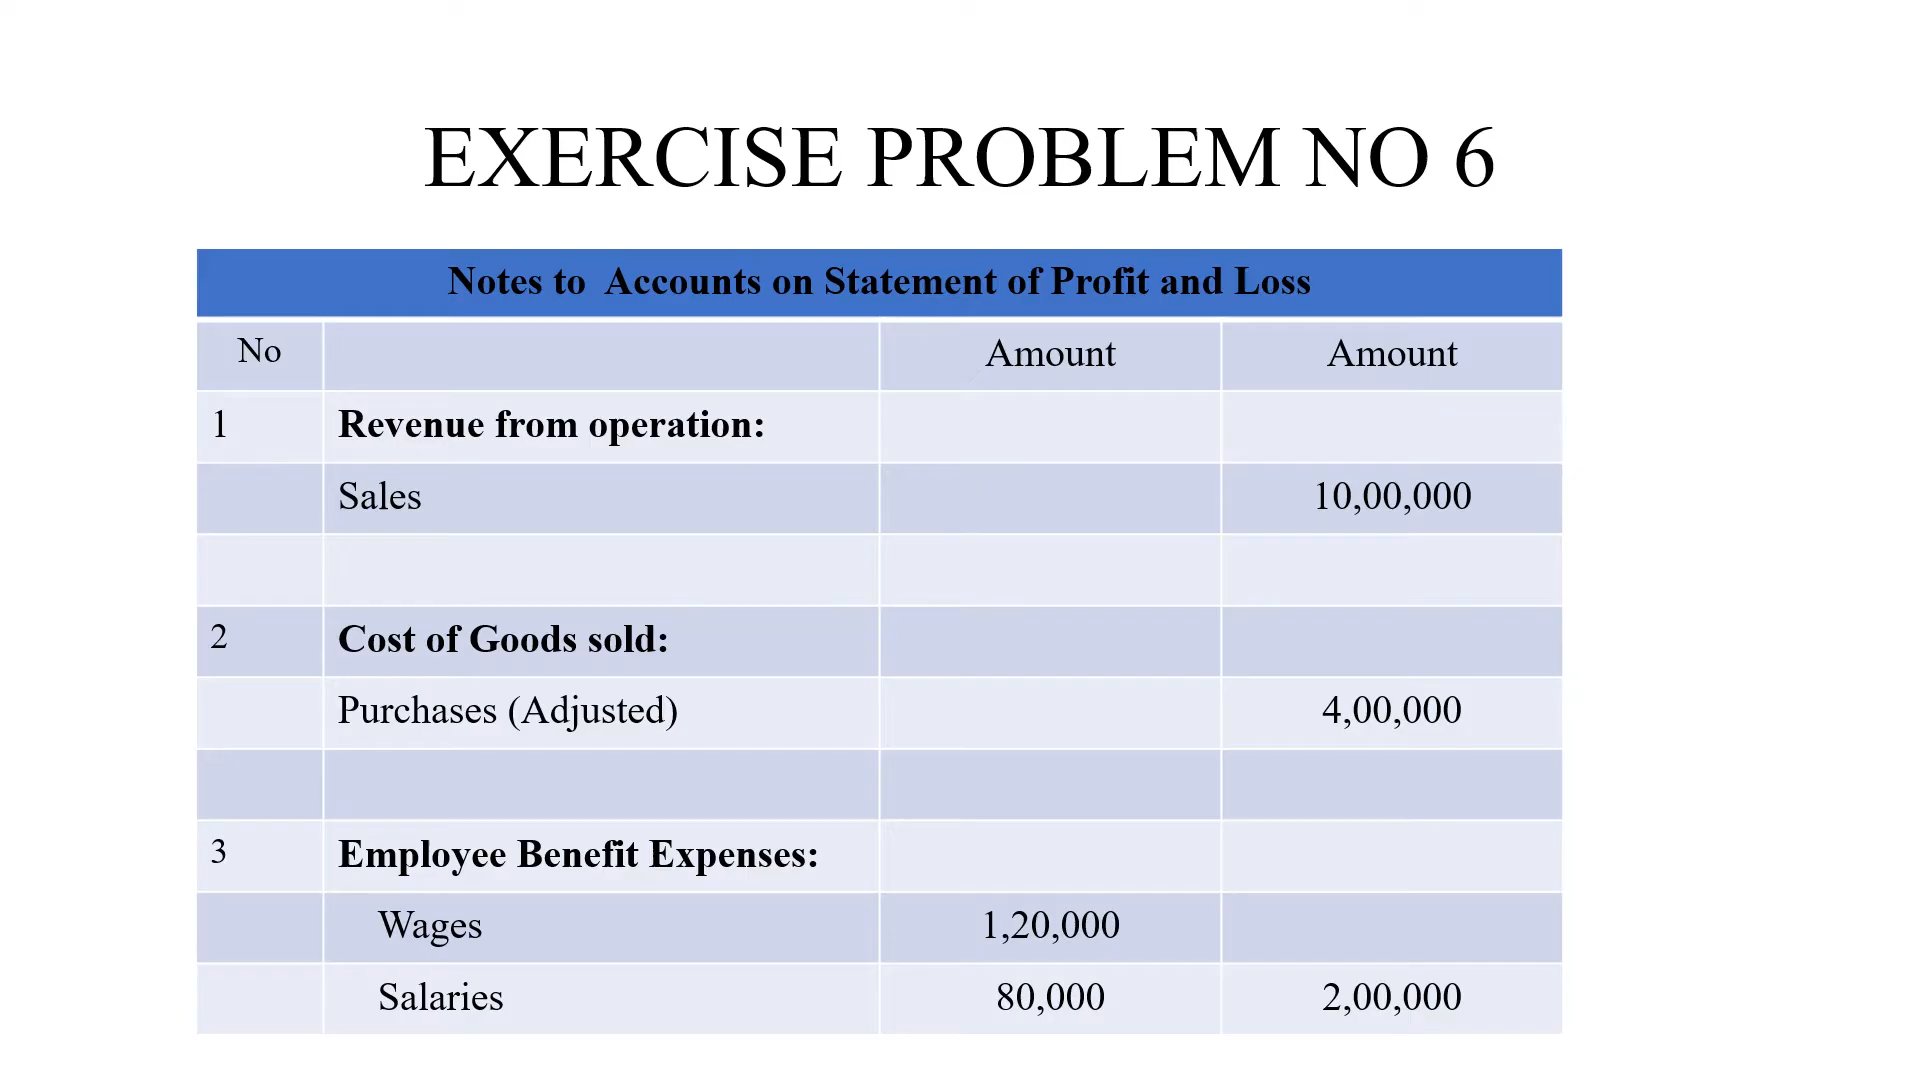 EXERCISE PROBLEM NO 6
Notes to Accounts on Statement of Profit and Loss
No Amount Amount
1 Revenue from operation:
Sales 10,00,000
2 Cost of Goods sold:
Purchases (Adjusted) 4,00,000
3 Employee Benefit Expenses:
Wages 1,20,000
Salaries 80,000 2,00,000